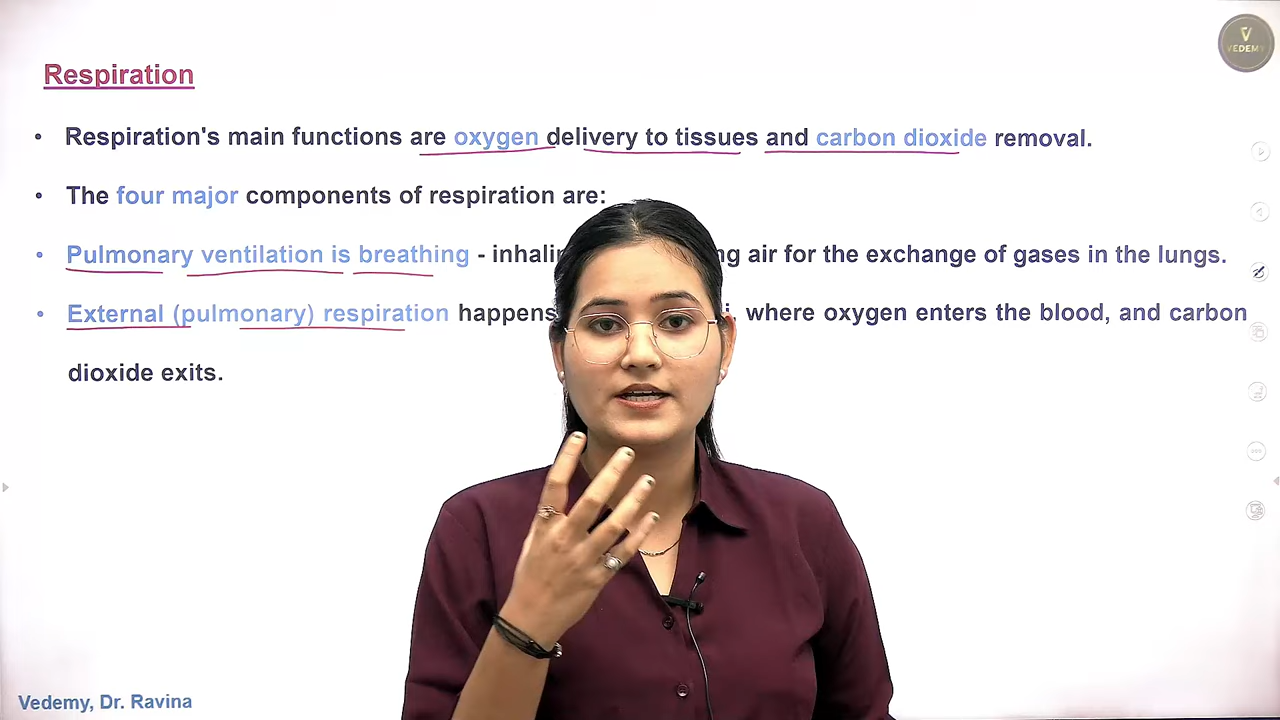 VEDEMY
Respiration
• Respiration's main functions are oxygen delivery to tissues and carbon dioxide removal.
• The four major components of respiration are:
• Pulmonary ventilation is breathing - air for the exchange of gases in the lungs.
• External (pulmonary) respiration happens where oxygen enters the blood, and carbon
dioxide exits.
Vedemy, Dr. Ravina